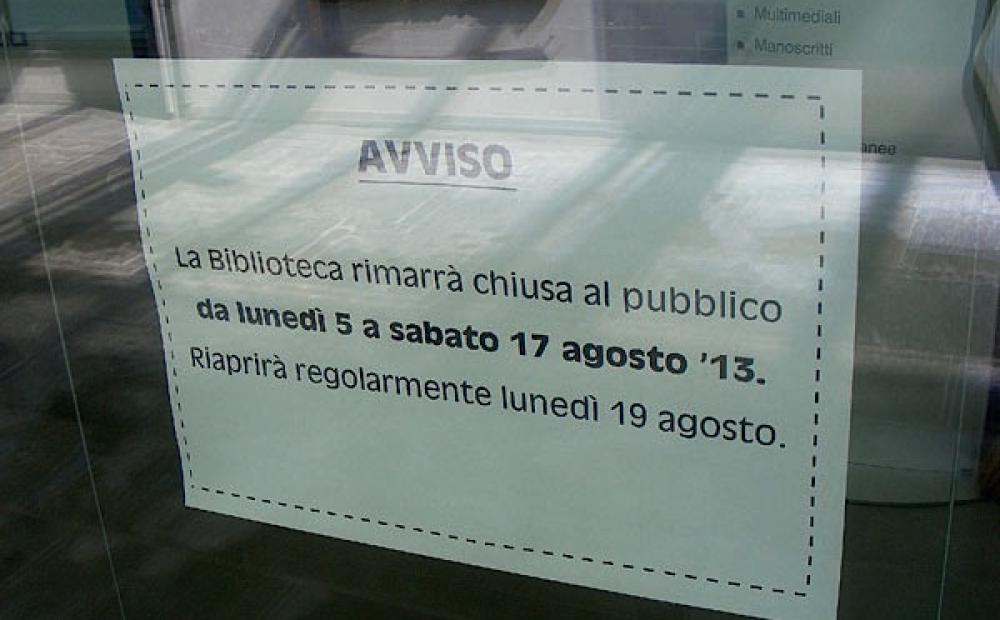 Multimediali
Manoscritti
AVVISO
La Biblioteca rimarrà chiusa al pubblico
da lunedì 5 a sabato 17 agosto '13.
Riaprirà regolarmente lunedì 19 agosto.